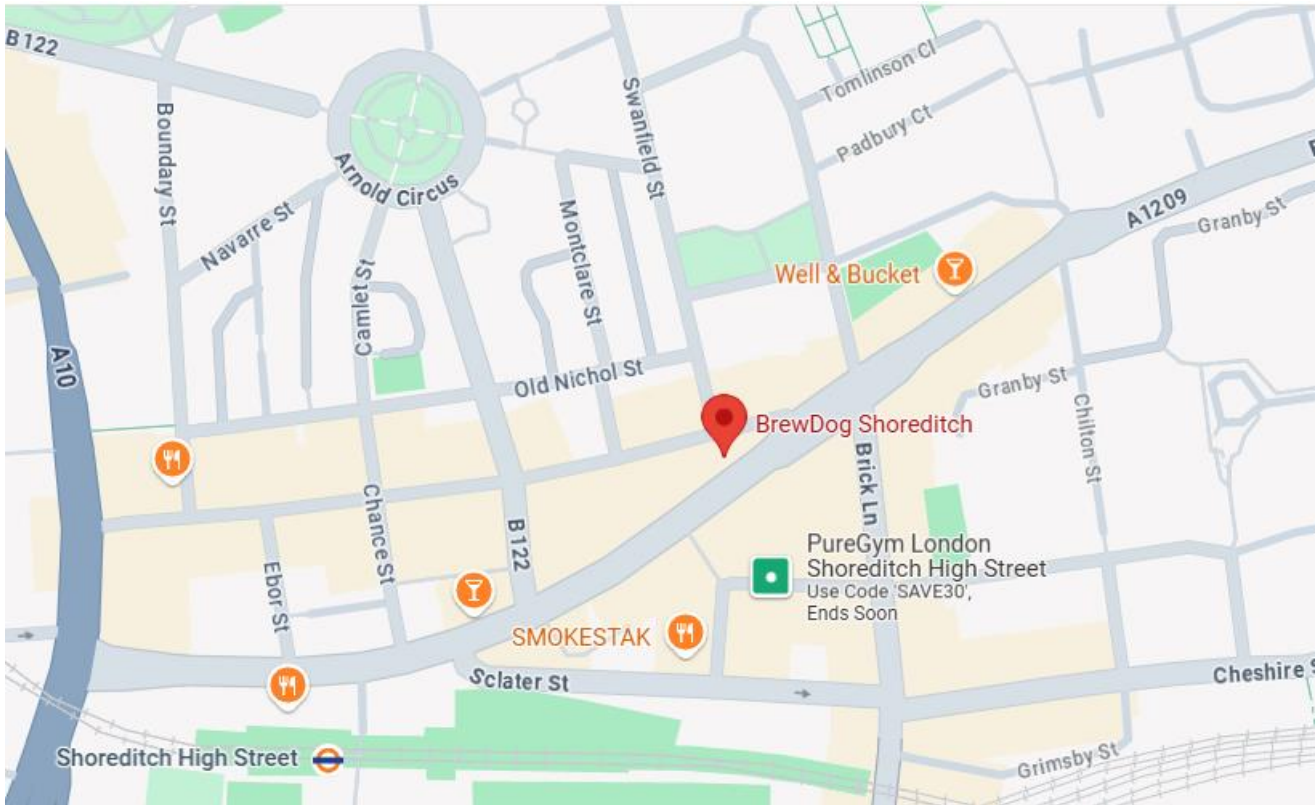 B 122
Boundary St
Navarre St
Arnold Circus
Camlet St
Montclare St
Swanfield St
Tomlinson Cl
Padbury Ct
A1209
Granby St
Well & Bucket
A10
Old Nichol St
BrewDog Shoreditch
Granby St
Chilton St
Brick Ln
Chance St
B122
Ebor St
PureGym London
Shoreditch High Street
Use Code 'SAVE30',
Ends Soon
SMOKESTAK
Sclater St
Cheshire S
Shoreditch High Street
Grimsby St